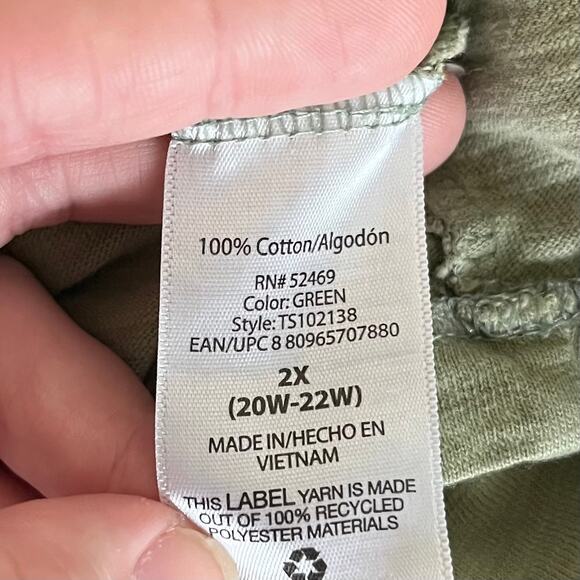 100% Cotton/Algodón
RN# 52469
Color: GREEN
Style: TS102138
EAN/UPC 8 80965707880
2X
(20W-22W)
MADE IN/HECHO EN
VIETNAM
THIS LABEL YARN IS MADE
OUT OF 100% RECYCLED
POLYESTER MATERIALS